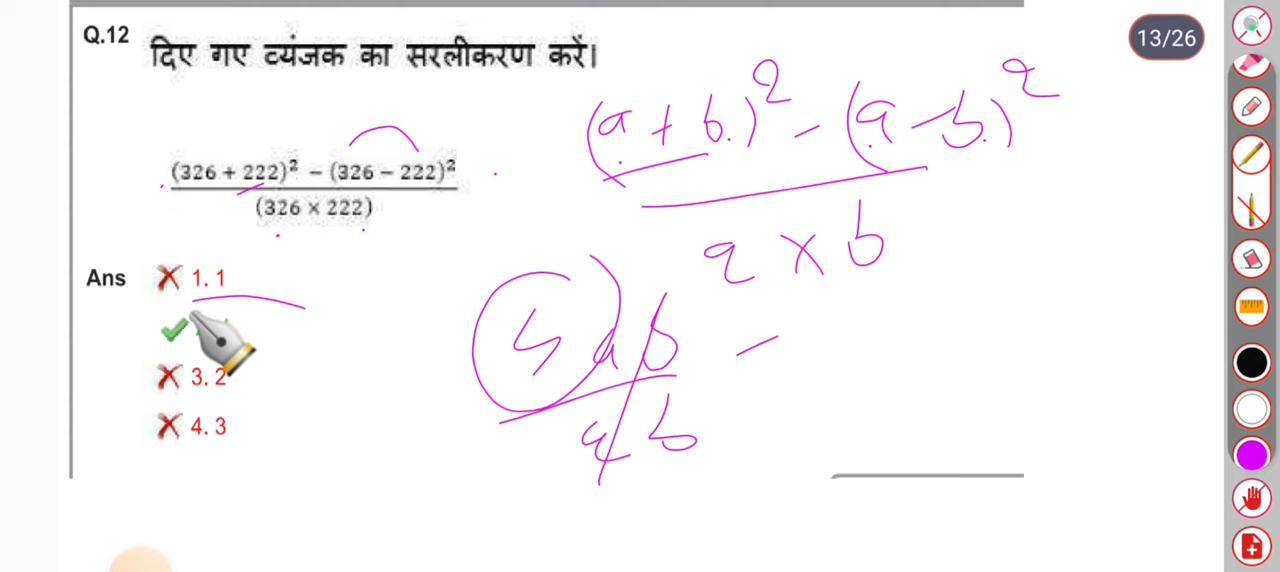 Q.12 दिए गए व्यंजक का सरलीकरण करें।
13/26
(326 + 222)² − (326 − 222)²
(326 × 222)
(a + b)² − (a − b)²
a × b
Ans
1. 1
3. 2
4. 3
4ab
ab